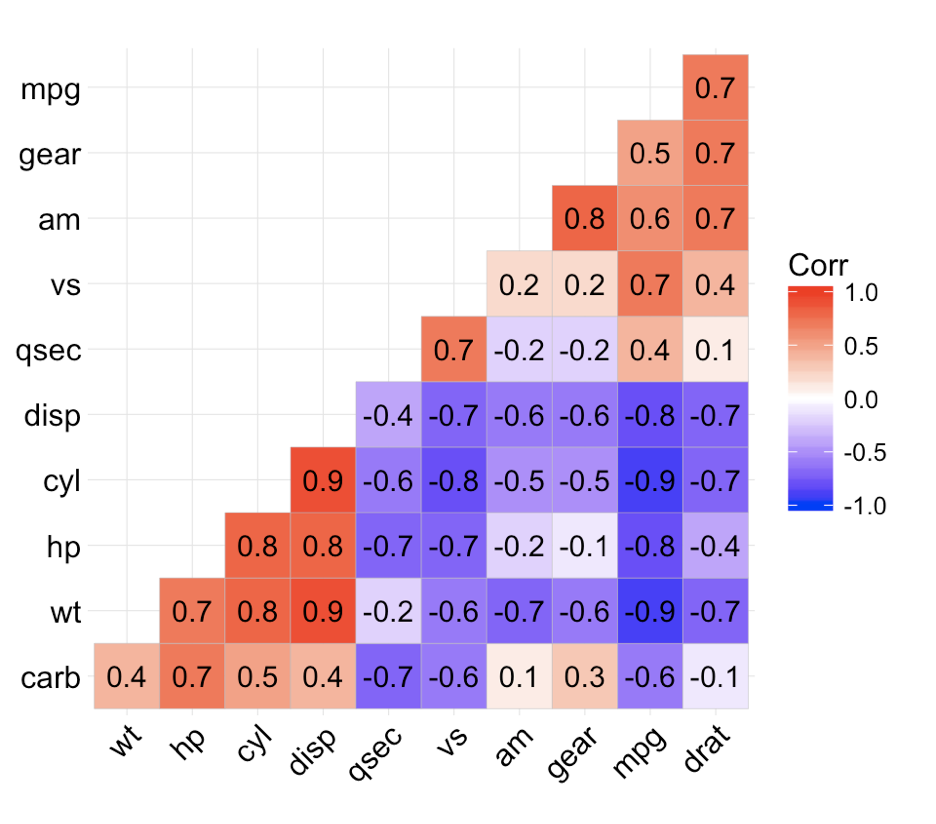 mpg 0.7
gear 0.5 0.7
am 0.8 0.6 0.7
vs 0.2 0.2 0.7 0.4
qsec 0.7 -0.2 -0.2 0.4 0.1
disp -0.4 -0.7 -0.6 -0.6 -0.8 -0.7
cyl 0.9 -0.6 -0.8 -0.5 -0.5 -0.9 -0.7
hp 0.8 0.8 -0.7 -0.7 -0.2 -0.1 -0.8 -0.4
wt 0.7 0.8 0.9 -0.2 -0.6 -0.7 -0.6 -0.9 -0.7
carb 0.4 0.7 0.5 0.4 -0.7 -0.6 0.1 0.3 -0.6 -0.1
wt hp cyl disp qsec vs am gear mpg drat
Corr
1.0
0.5
0.0
-0.5
-1.0